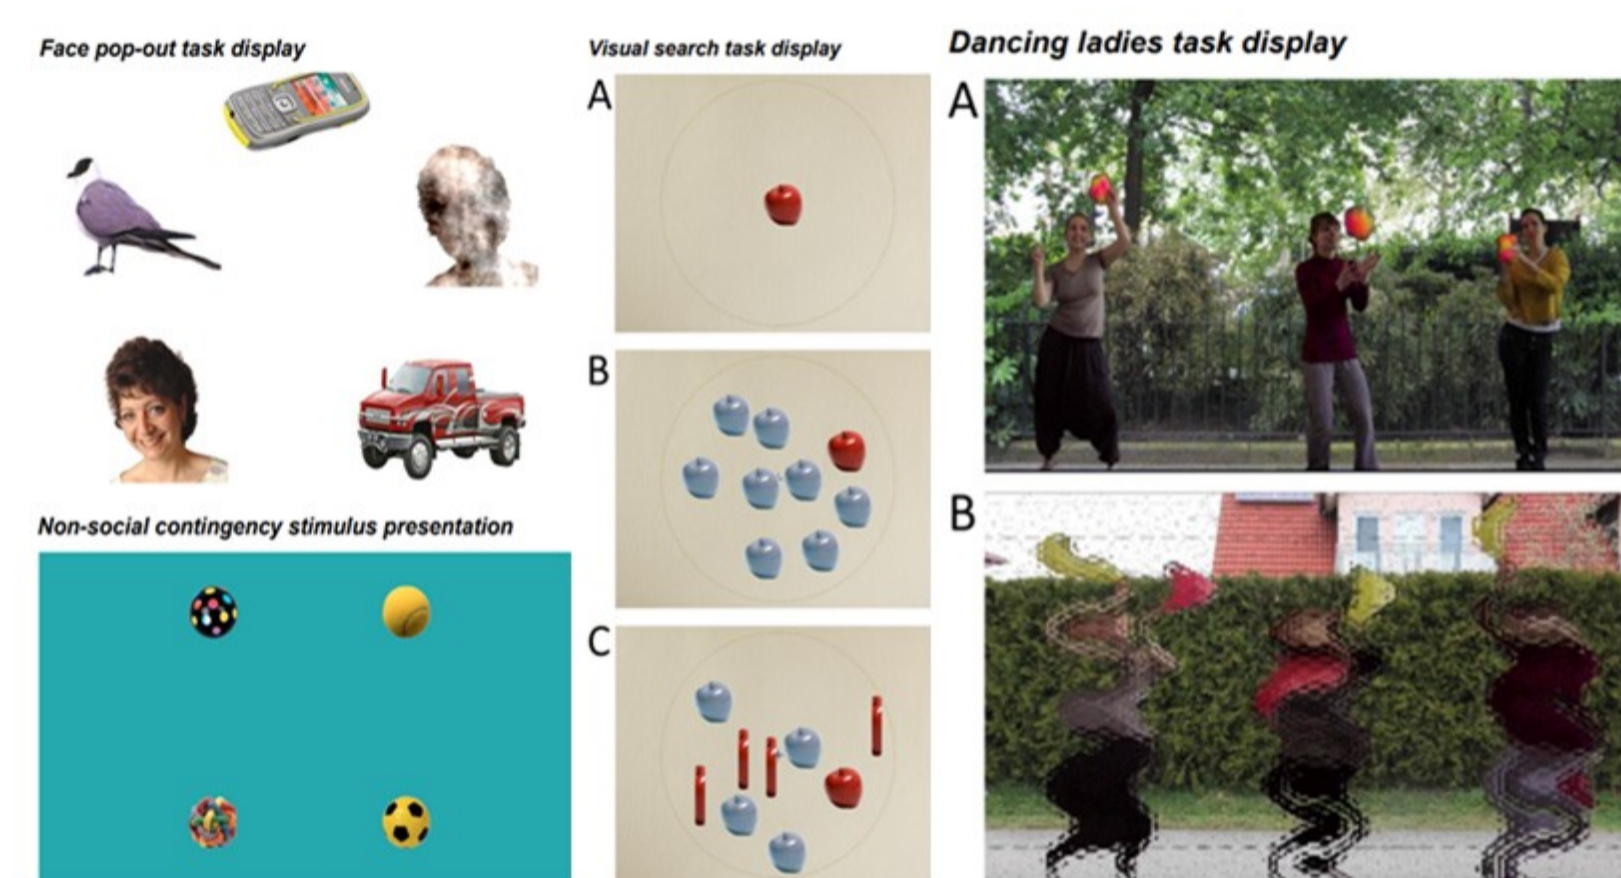 Face pop-out task display
Visual search task display
Dancing ladies task display
A
A
B
B
C
Non-social contingency stimulus presentation